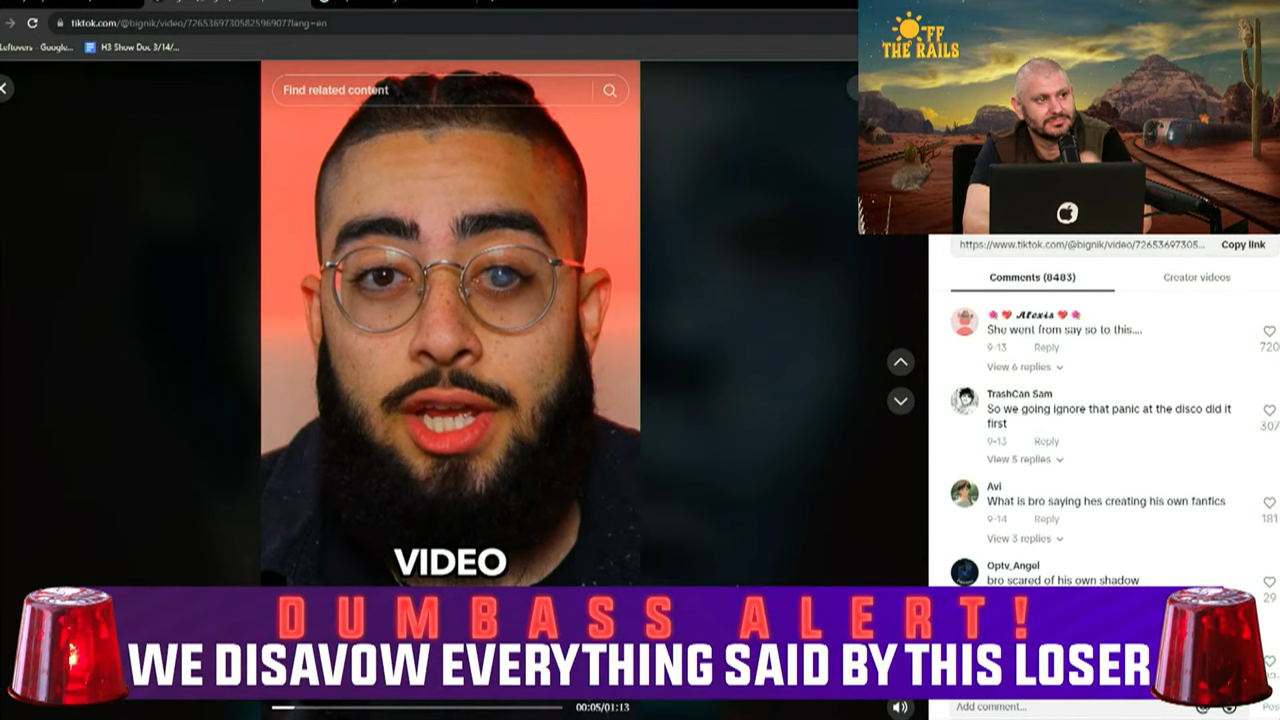 tiktok.com/@bignik/video/7265369730582596907?lang=en
Leftovers - Google...
H3 Show Doc 3/14/...
OFF
THE RAILS
Find related content
https://www.tiktok.com/@bignik/video/72653697305...
Copy link
Comments (8483)
Creator videos
Alexis
She went from say so to this....
9-13
Reply
720
View 6 replies
TrashCan Sam
So we going ignore that panic at the disco did it
first
307
9-13
Reply
View 5 replies
Avi
What is bro saying hes creating his own fanfics
181
9-14
Reply
View 3 replies
Optv_Angel
bro scared of his own shadow
29
VIDEO
DUMBASS ALERT!
WE DISAVOW EVERYTHING SAID BY THIS LOSER
00:05/01:13
Add comment...